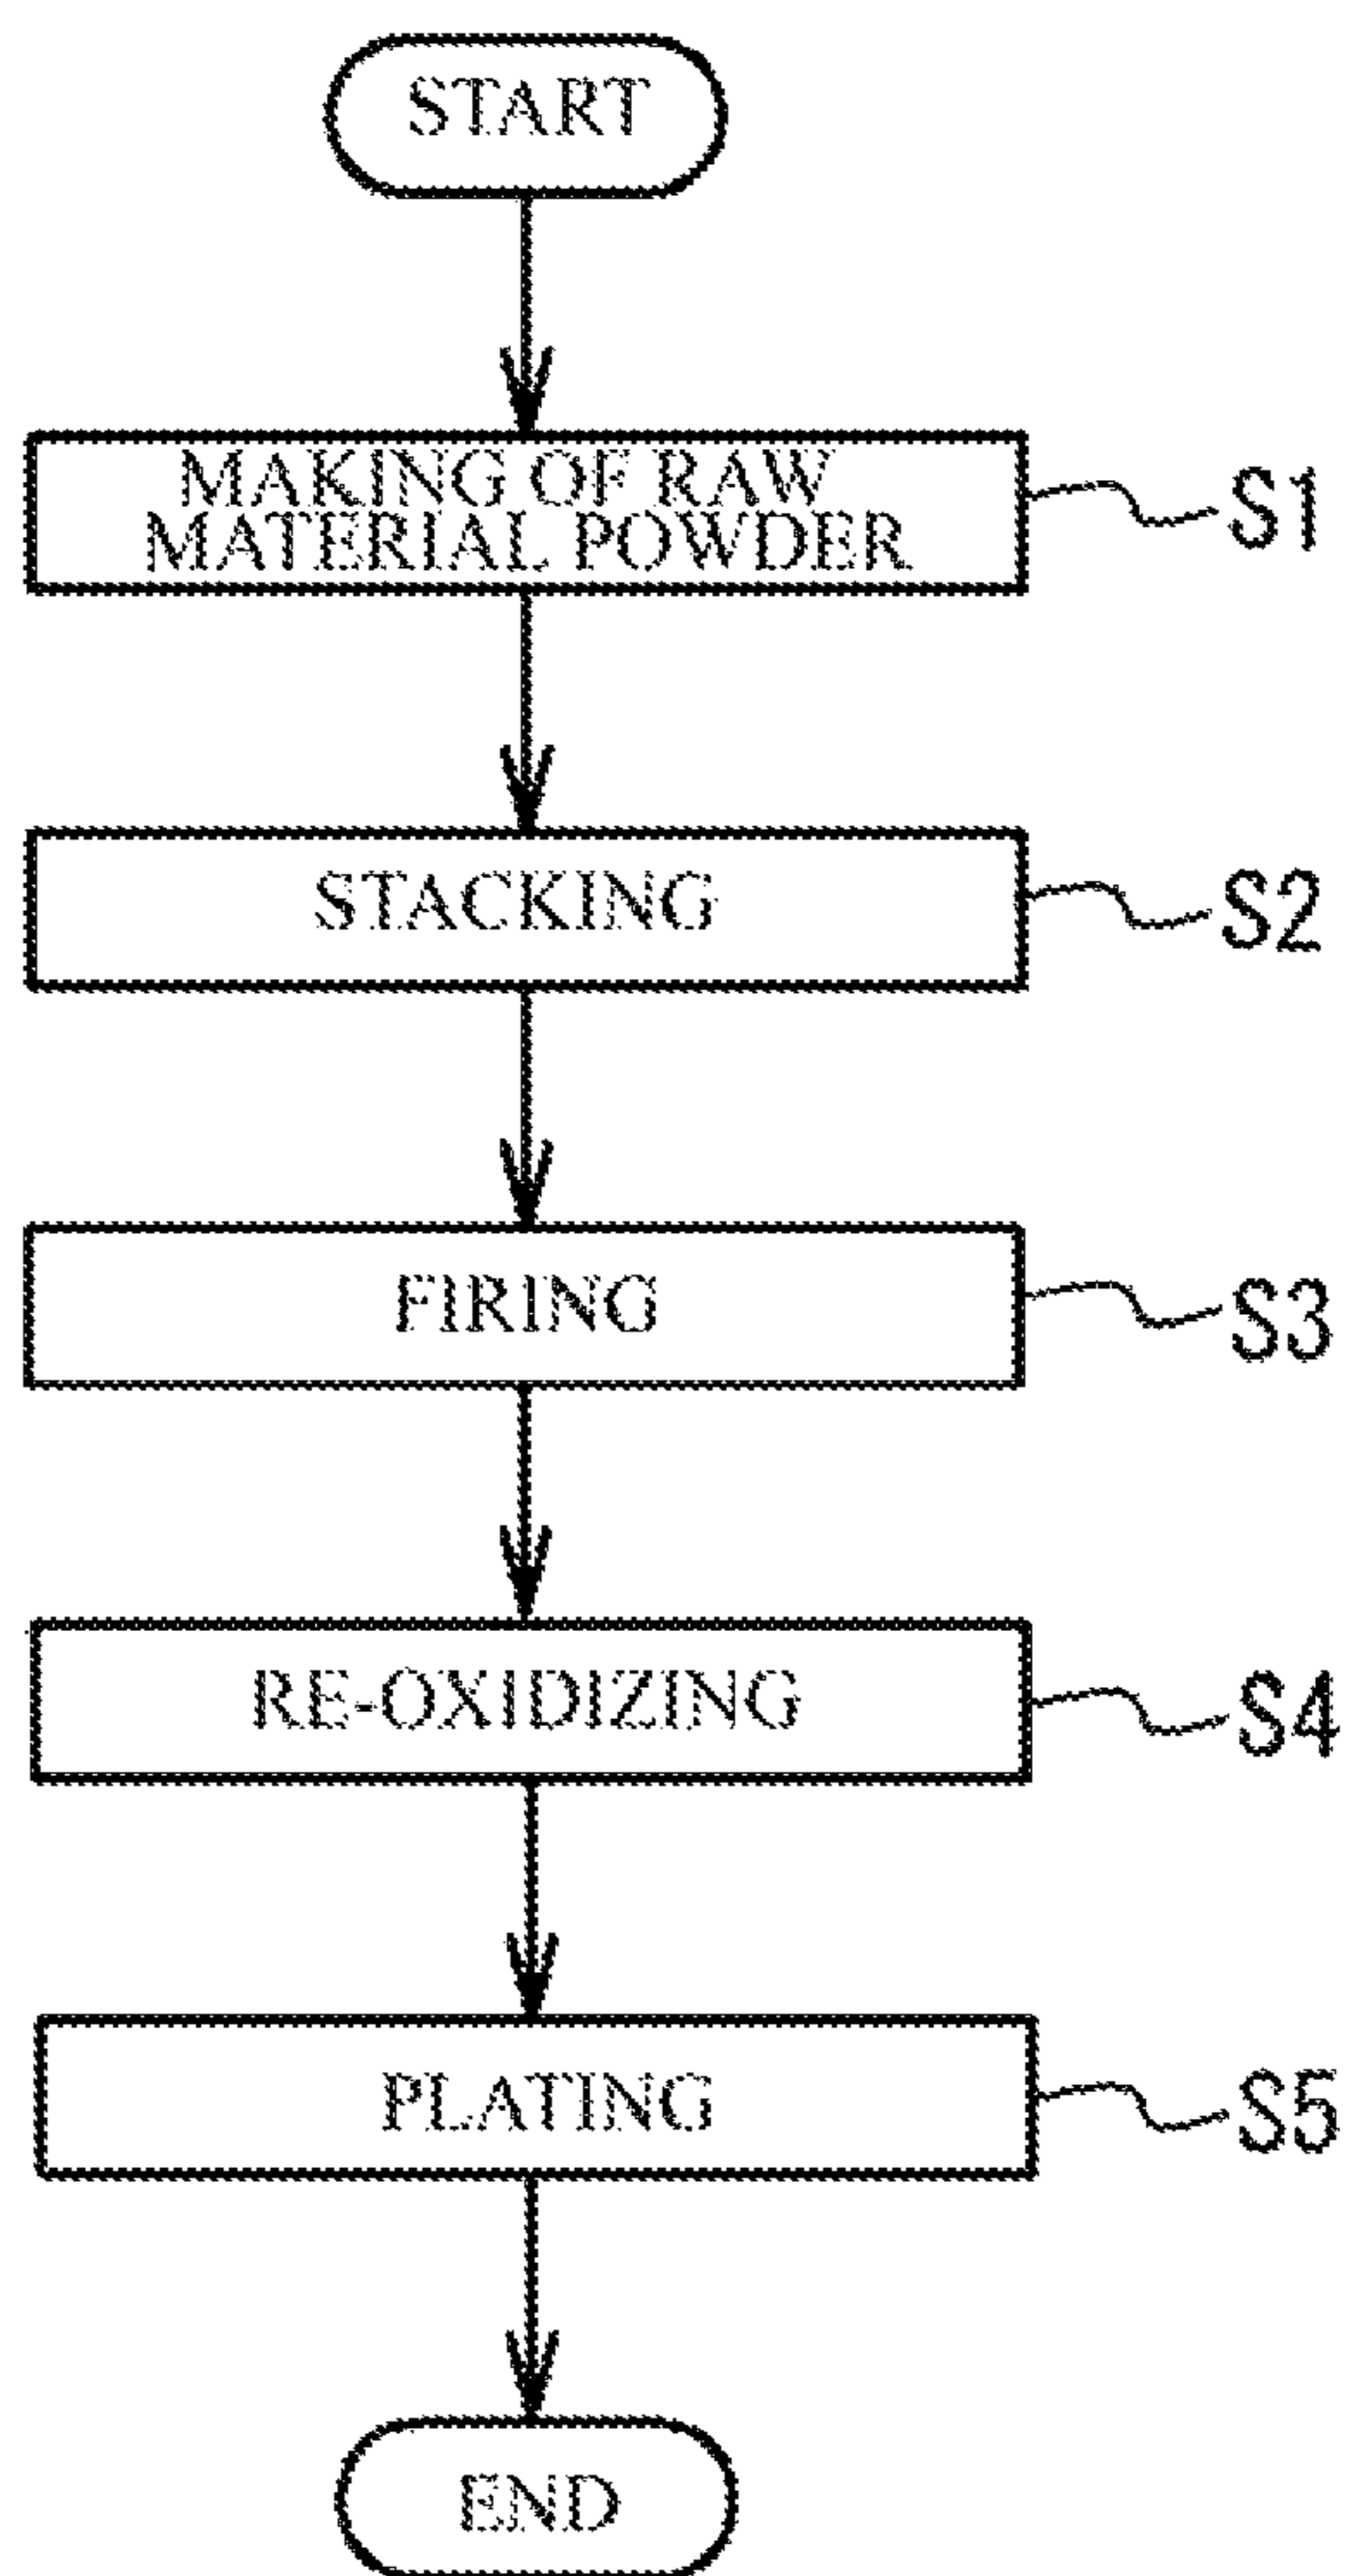 START
MAKING OF RAW
MATERIAL POWDER
S1
STACKING
S2
FIRING
S3
RE-OXIDIZING
S4
PLATING
S5
END